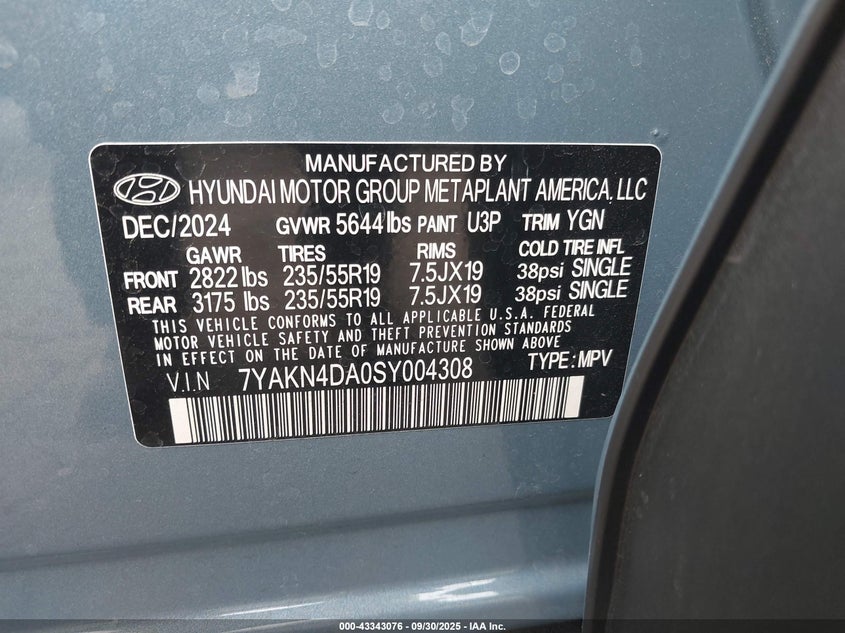 MANUFACTURED BY
HYUNDAI MOTOR GROUP METAPLANT AMERICA, LLC
DEC/2024 GVWR 5644 lbs PAINT U3P TRIM YGN
GAWR TIRES RIMS COLD TIRE INFL
FRONT 2822 lbs 235/55R19 7.5JX19 38psi SINGLE
REAR 3175 lbs 235/55R19 7.5JX19 38psi SINGLE
THIS VEHICLE CONFORMS TO ALL APPLICABLE U.S.A. FEDERAL
MOTOR VEHICLE SAFETY AND THEFT PREVENTION STANDARDS
IN EFFECT ON THE DATE OF MANUFACTURE SHOWN ABOVE
V.I.N 7YAKN4DA0SY004308 TYPE: MPV
000-43343076 - 09/30/2025 - IAA Inc.